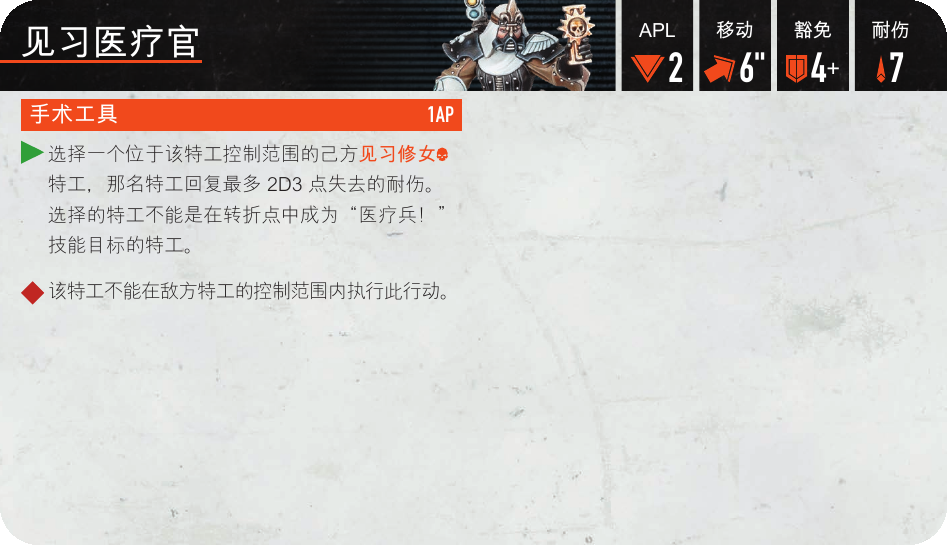 见习医疗官
APL 移动 豁免 耐伤
2 6" 4+ 7
手术工具 1AP
选择一个位于该特工控制范围的己方见习修女
特工，那名特工回复最多 2D3 点失去的耐伤。
选择的特工不能是在转折点中成为“医疗兵！”
技能目标的特工。
该特工不能在敌方特工的控制范围内执行此行动。